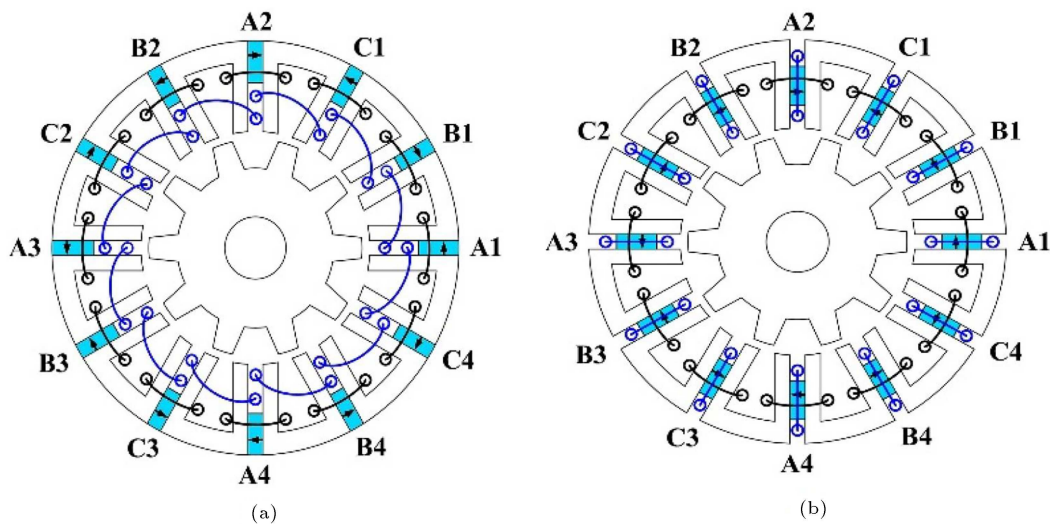 A2
B2 C1
C2 B1
A3 A1
B3 C4
C3 B4
A4
(a)
A2
B2 C1
C2 B1
A3 A1
B3 C4
C3 B4
A4
(b)